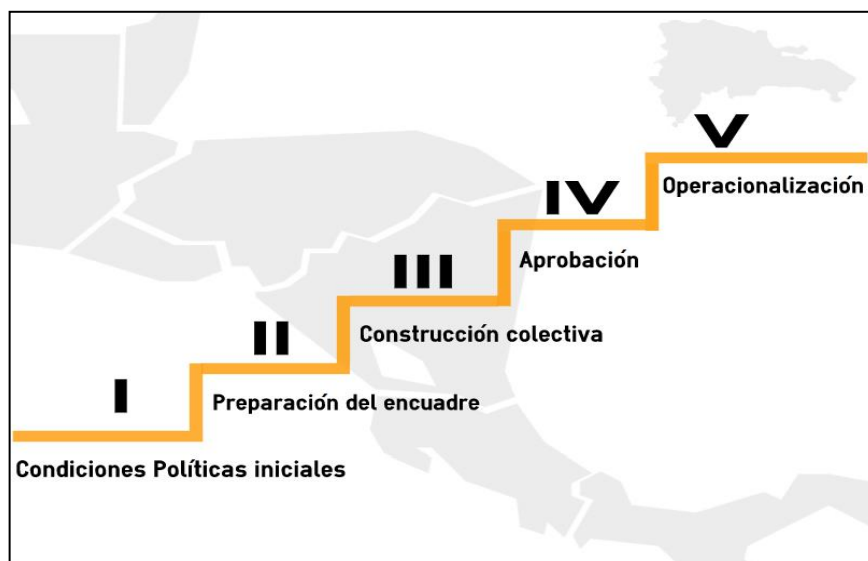 I
Condiciones Políticas iniciales
II
Preparación del encuadre
III
Construcción colectiva
IV
Aprobación
V
Operacionalización